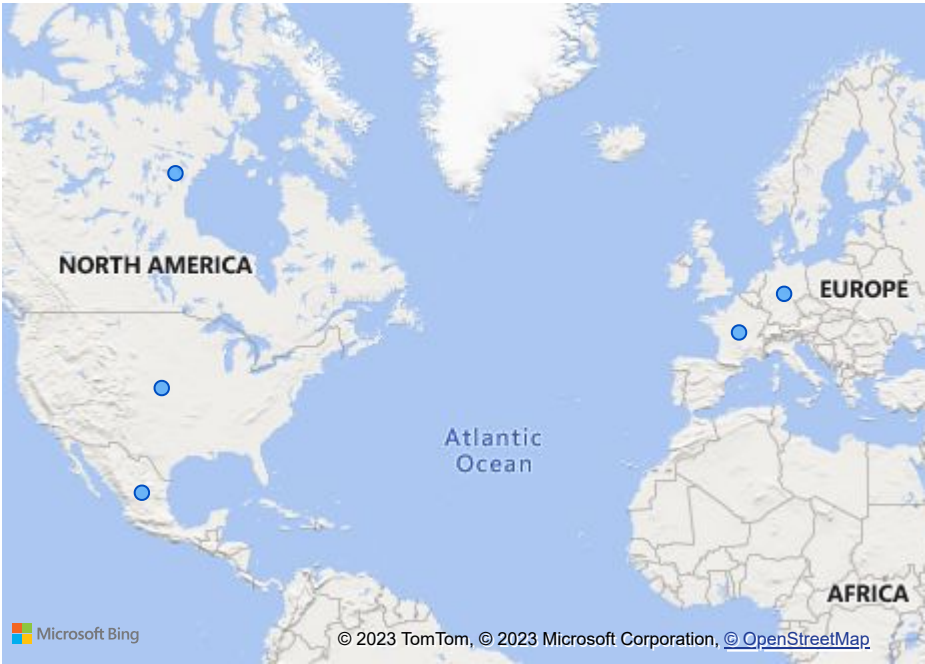 NORTH AMERICA
EUROPE
Atlantic
Ocean
AFRICA
Microsoft Bing
© 2023 TomTom, © 2023 Microsoft Corporation, © OpenStreetMap